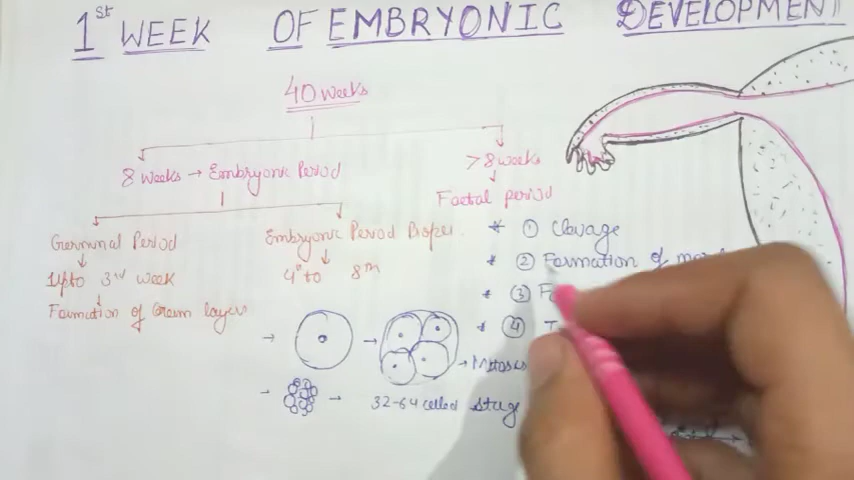 1st WEEK OF EMBRYONIC DEVELOPMENT
40 weeks
8 weeks → Embryonic Period
>8 weeks
Foetal period
Germinal Period
Upto 3rd week
Formation of Germ layers
Embryonic Period Proper
4th to 8th
* ① Clavage
* ② Formation of
* ③
* ④
→ → → Mitosis
→ → 32-64 celled stage